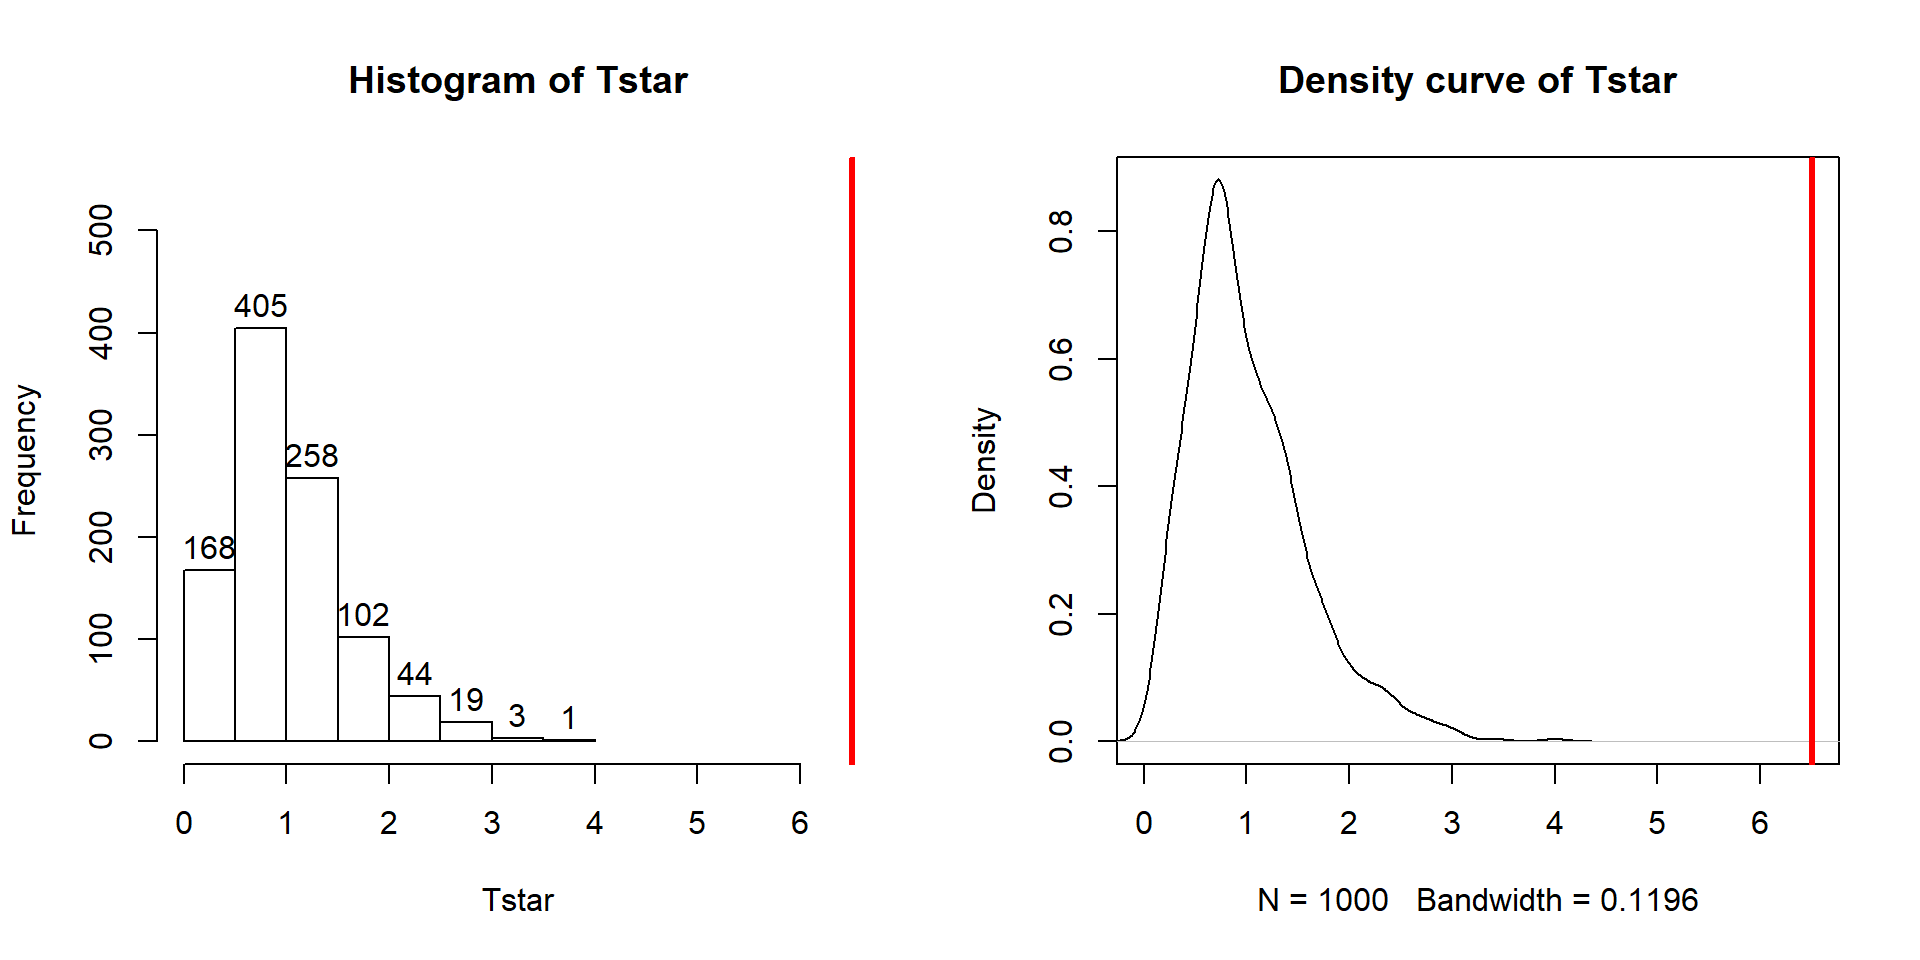 Histogram of Tstar
Frequency
500
400
300
200
100
0
168
405
258
102
44
19
3
1
0 1 2 3 4 5 6
Tstar
Density curve of Tstar
Density
0.8
0.6
0.4
0.2
0.0
0 1 2 3 4 5 6
N = 1000 Bandwidth = 0.1196